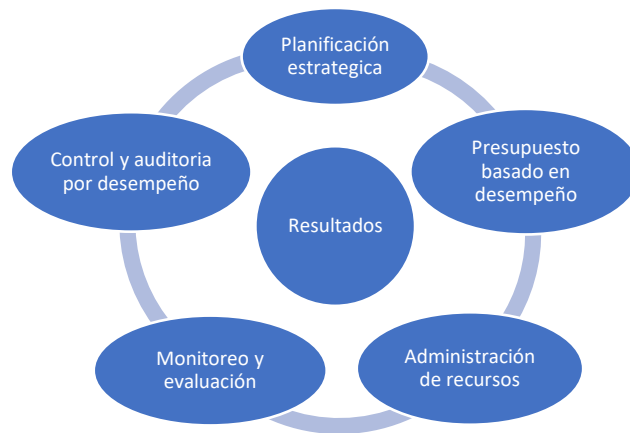 Planificación
estrategica
Presupuesto
basado en
desempeño
Control y auditoria
por desempeño
Resultados
Administración
de recursos
Monitoreo y
evaluación